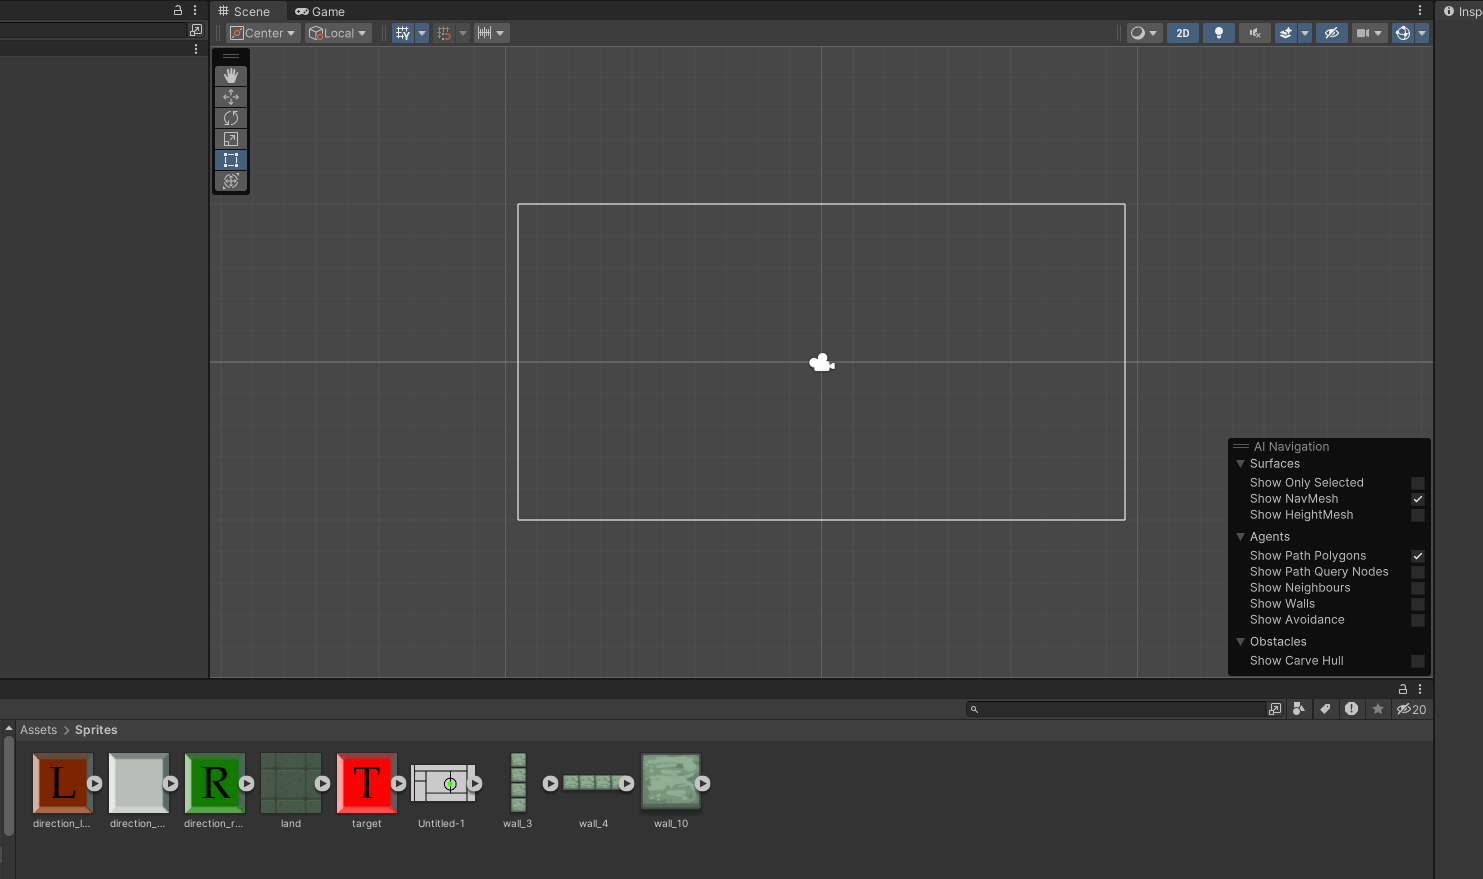 Scene
Game
Insp
Center
Local
2D
AI Navigation
Surfaces
Show Only Selected
Show NavMesh
Show HeightMesh
Agents
Show Path Polygons
Show Path Query Nodes
Show Neighbours
Show Walls
Show Avoidance
Obstacles
Show Carve Hull
20
Assets > Sprites
L
R
T
direction_l...
direction_...
direction_r...
land
target
Untitled-1
wall_3
wall_4
wall_10